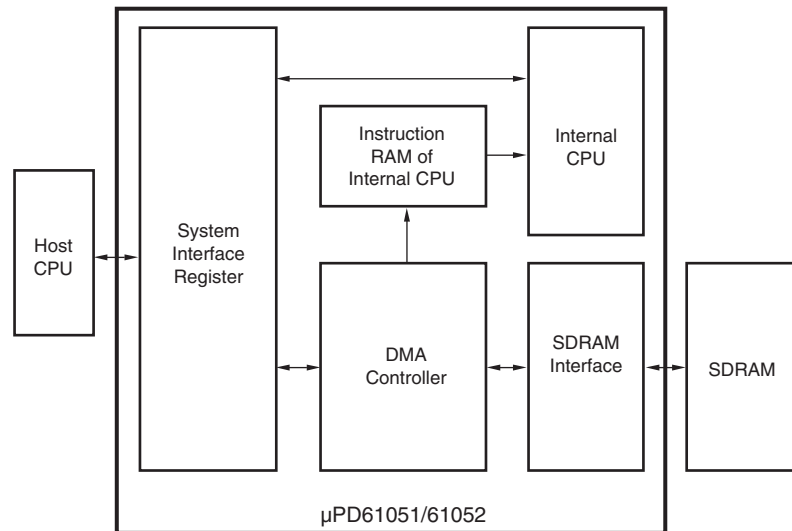 Host
CPU
System
Interface
Register
Instruction
RAM of
Internal CPU
Internal
CPU
DMA
Controller
SDRAM
Interface
SDRAM
µPD61051/61052